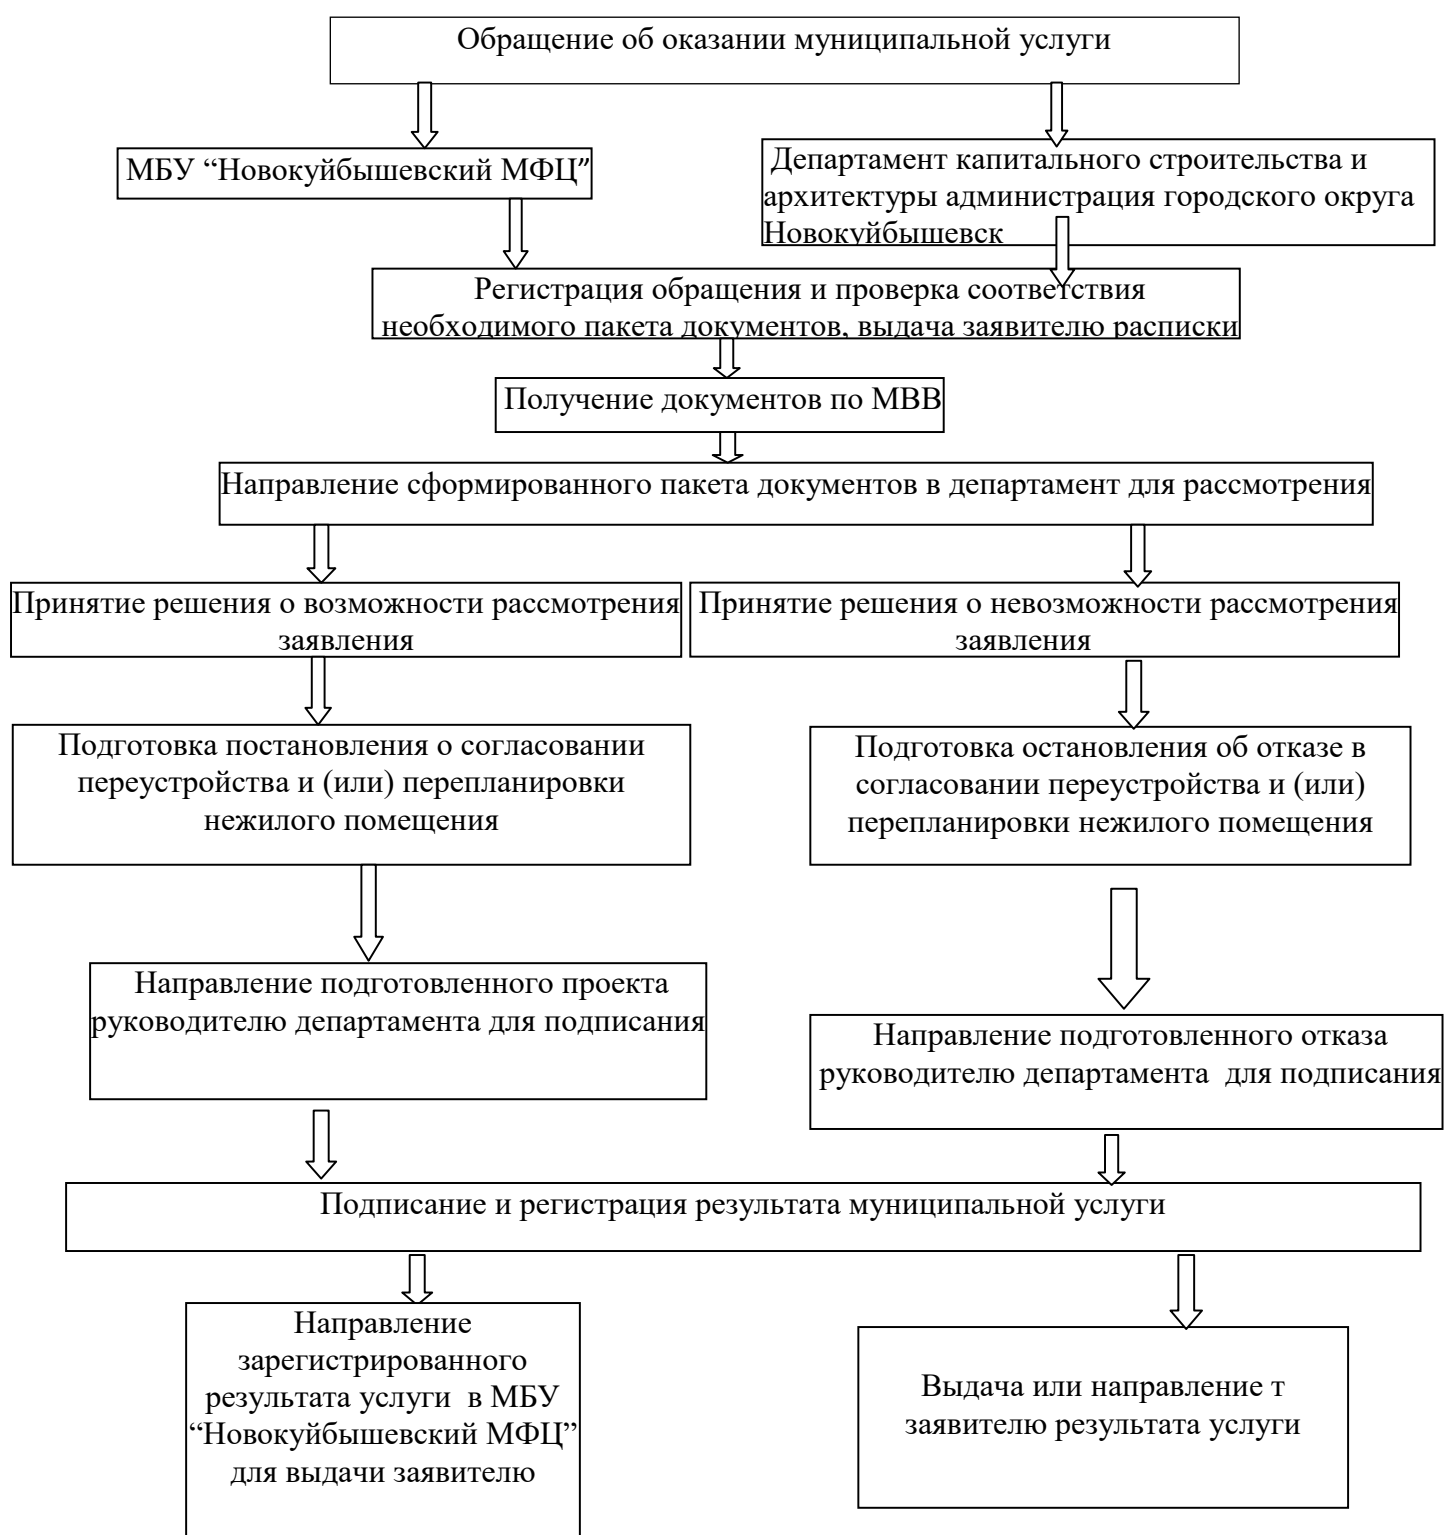 Обращение об оказании муниципальной услуги
МБУ “Новокуйбышевский МФЦ”
Департамент капитального строительства и
архитектуры администрация городского округа
Новокуйбышевск
Регистрация обращения и проверка соответствия
необходимого пакета документов, выдача заявителю расписки
Получение документов по МВВ
Направление сформированного пакета документов в департамент для рассмотрения
Принятие решения о возможности рассмотрения
заявления
Принятие решения о невозможности рассмотрения
заявления
Подготовка постановления о согласовании
переустройства и (или) перепланировки
нежилого помещения
Подготовка остановления об отказе в
согласовании переустройства и (или)
перепланировки нежилого помещения
Направление подготовленного проекта
руководителю департамента для подписания
Направление подготовленного отказа
руководителю департамента для подписания
Подписание и регистрация результата муниципальной услуги
Направление
зарегистрированного
результата услуги в МБУ
“Новокуйбышевский МФЦ”
для выдачи заявителю
Выдача или направление т
заявителю результата услуги